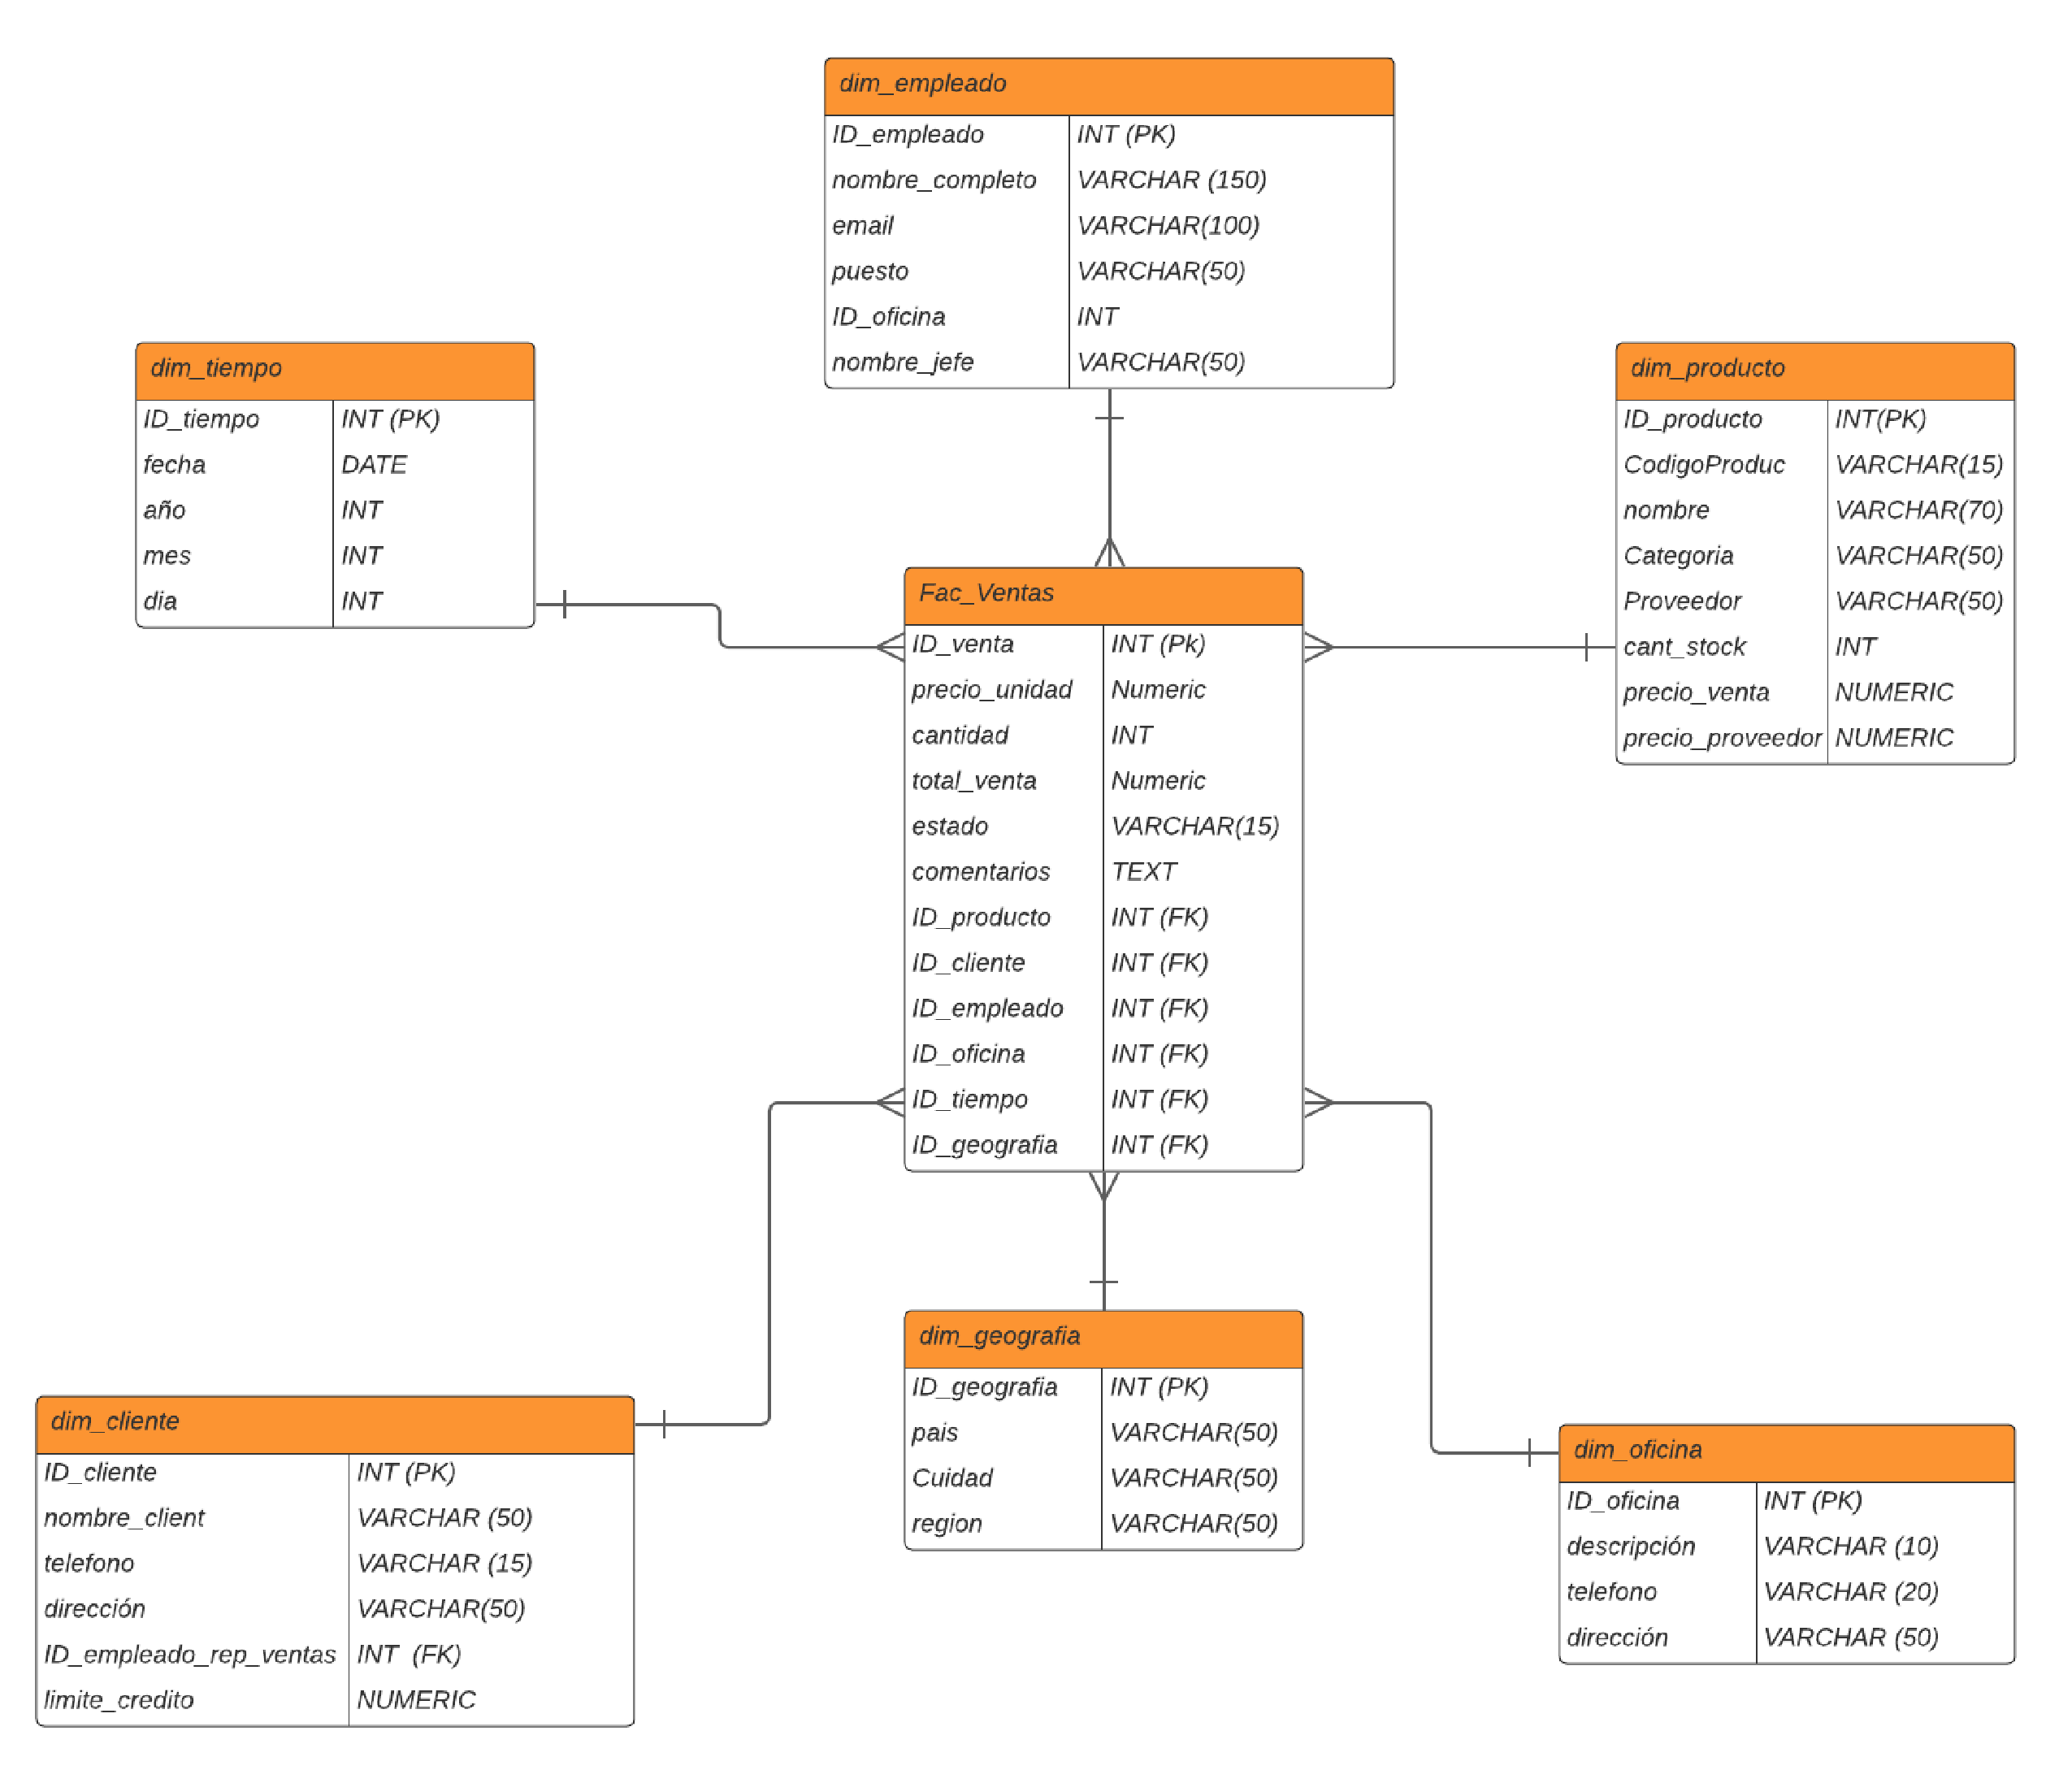 dim_empleado
ID_empleado INT (PK)
nombre_completo VARCHAR (150)
email VARCHAR(100)
puesto VARCHAR(50)
ID_oficina INT
nombre_jefe VARCHAR(50)
dim_tiempo
ID_tiempo INT (PK)
fecha DATE
año INT
mes INT
dia INT
dim_producto
ID_producto INT(PK)
CodigoProduc VARCHAR(15)
nombre VARCHAR(70)
Categoria VARCHAR(50)
Proveedor VARCHAR(50)
cant_stock INT
precio_venta NUMERIC
precio_proveedor NUMERIC
Fac_Ventas
ID_venta INT (Pk)
precio_unidad Numeric
cantidad INT
total_venta Numeric
estado VARCHAR(15)
comentarios TEXT
ID_producto INT (FK)
ID_cliente INT (FK)
ID_empleado INT (FK)
ID_oficina INT (FK)
ID_tiempo INT (FK)
ID_geografia INT (FK)
dim_geografia
ID_geografia INT (PK)
pais VARCHAR(50)
Cuidad VARCHAR(50)
region VARCHAR(50)
dim_cliente
ID_cliente INT (PK)
nombre_client VARCHAR (50)
telefono VARCHAR (15)
dirección VARCHAR(50)
ID_empleado_rep_ventas INT (FK)
limite_credito NUMERIC
dim_oficina
ID_oficina INT (PK)
descripción VARCHAR (10)
telefono VARCHAR (20)
dirección VARCHAR (50)